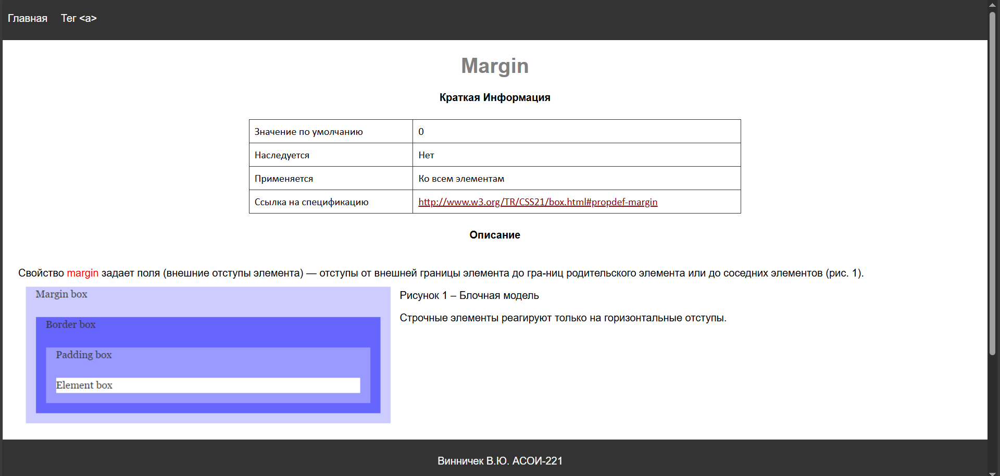 Главная Тег <a>
Margin
Краткая Информация
Значение по умолчанию 0
Наследуется Нет
Применяется Ко всем элементам
Ссылка на спецификацию http://www.w3.org/TR/CSS21/box.html#propdef-margin
Описание
Свойство margin задает поля (внешние отступы элемента) — отступы от внешней границы элемента до гра-ниц родительского элемента или до соседних элементов (рис. 1).
Margin box
Border box
Padding box
Element box
Рисунок 1 – Блочная модель
Строчные элементы реагируют только на горизонтальные отступы.
Винничек В.Ю. АСОИ-221